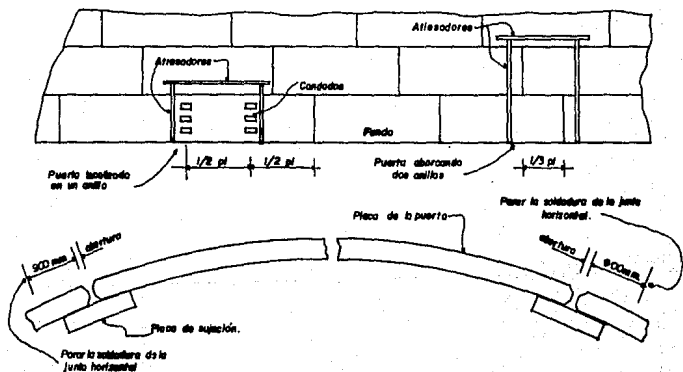 Atiesadores
Atiesadores
Candados
Fondo
1/2 pl
1/2 pl
Puerta localizada
en un anillo
Puerta abarcando
dos anillos
1/3 pl
Parar la soldadura de la junta
horizontal.
Placa de la puerta
900 mm.
abertura
abertura
900 mm.
Placa de sujeción.
Parar la soldadura de la
junta horizontal